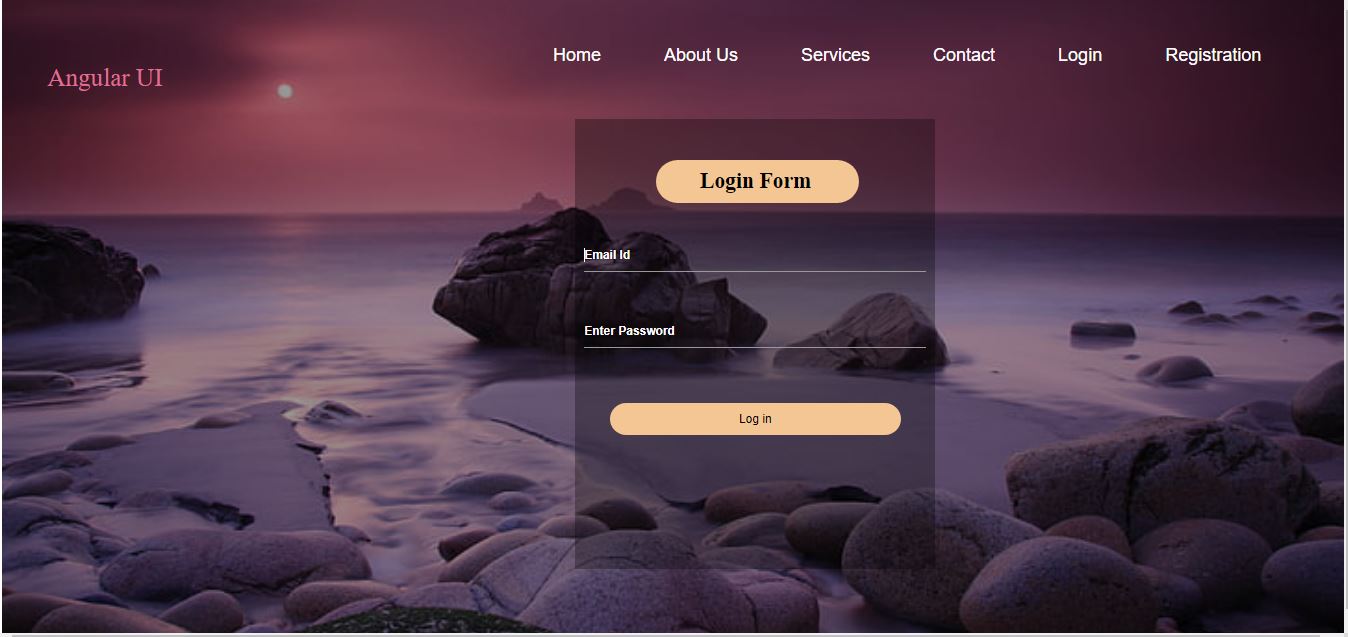 Home About Us Services Contact Login Registration
Angular UI
Login Form
Email Id
Enter Password
Log in